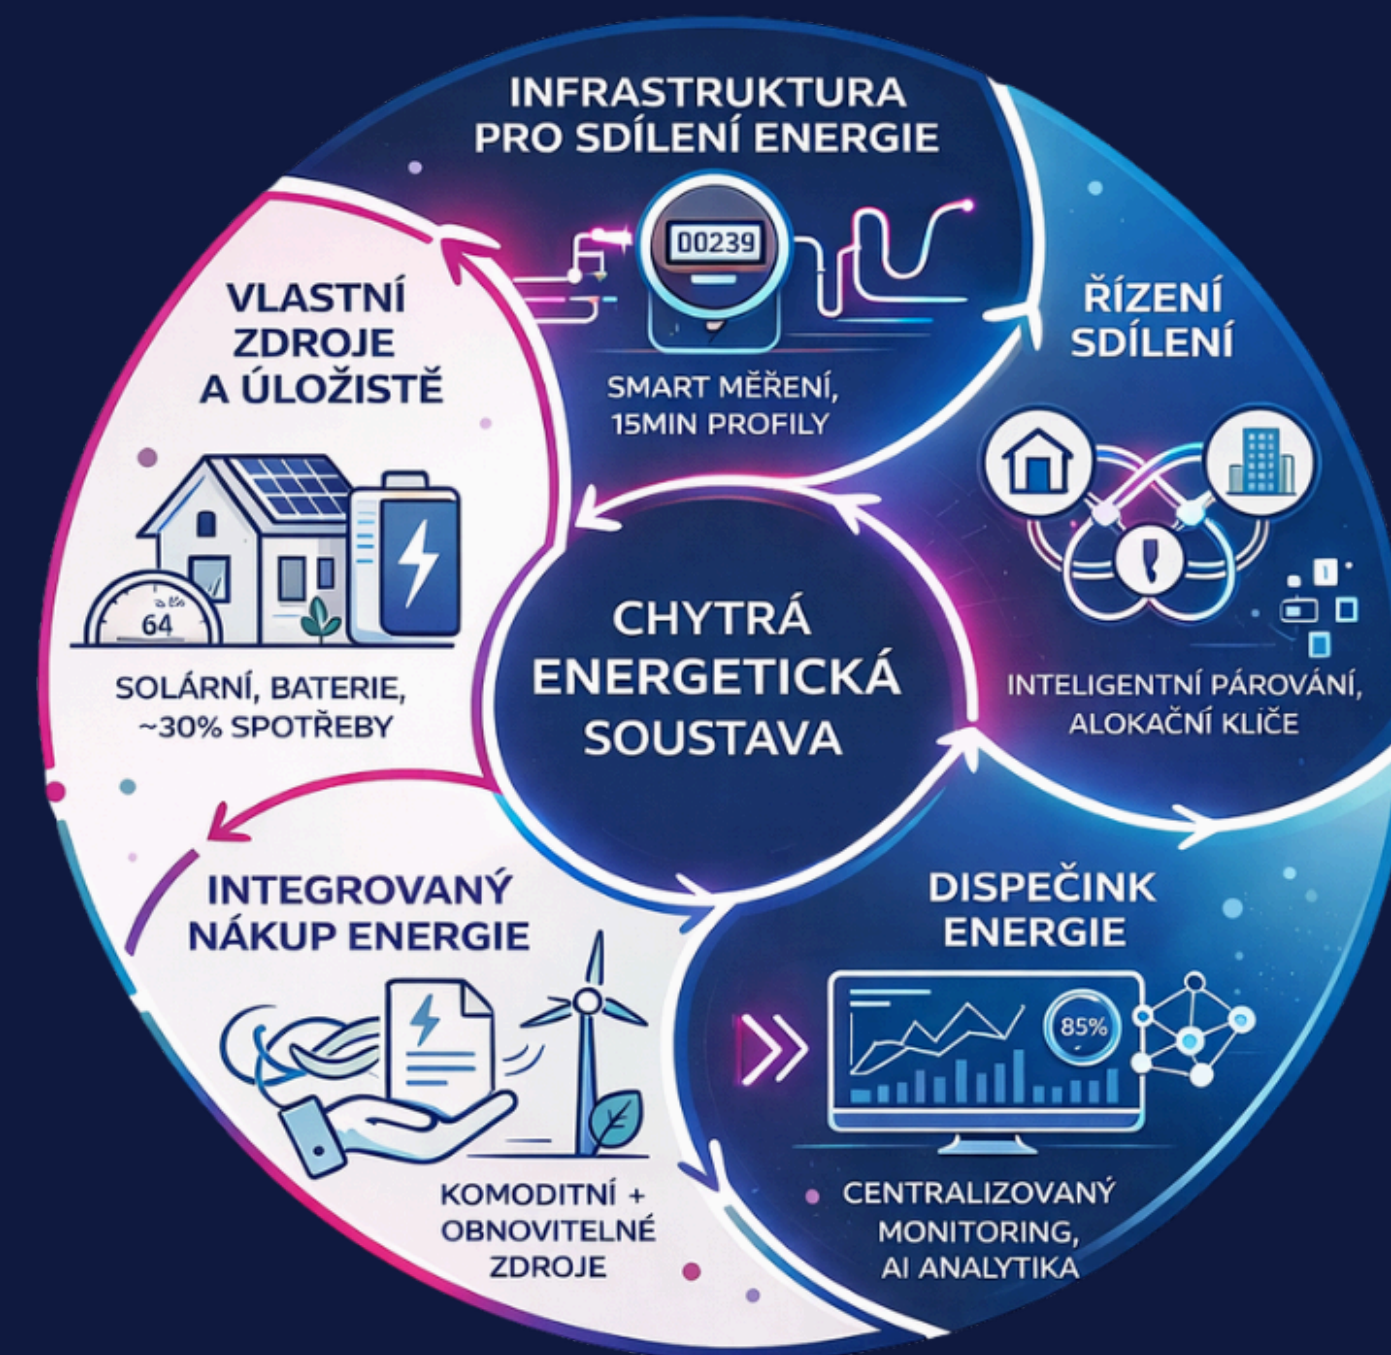 INFRASTRUKTURA
PRO SDÍLENÍ ENERGIE
00239
SMART MĚŘENÍ,
15MIN PROFILY
ŘÍZENÍ
SDÍLENÍ
INTELIGENTNÍ PÁROVÁNÍ,
ALOKAČNÍ KLIČE
VLASTNÍ
ZDROJE
A ÚLOŽISTĚ
64
SOLÁRNÍ, BATERIE,
~30% SPOTŘEBY
CHYTRÁ
ENERGETICKÁ
SOUSTAVA
INTEGROVANÝ
NÁKUP ENERGIE
KOMODITNÍ +
OBNOVITELNÉ
ZDROJE
DISPEČINK
ENERGIE
85%
CENTRALIZOVANÝ
MONITORING,
AI ANALYTIKA